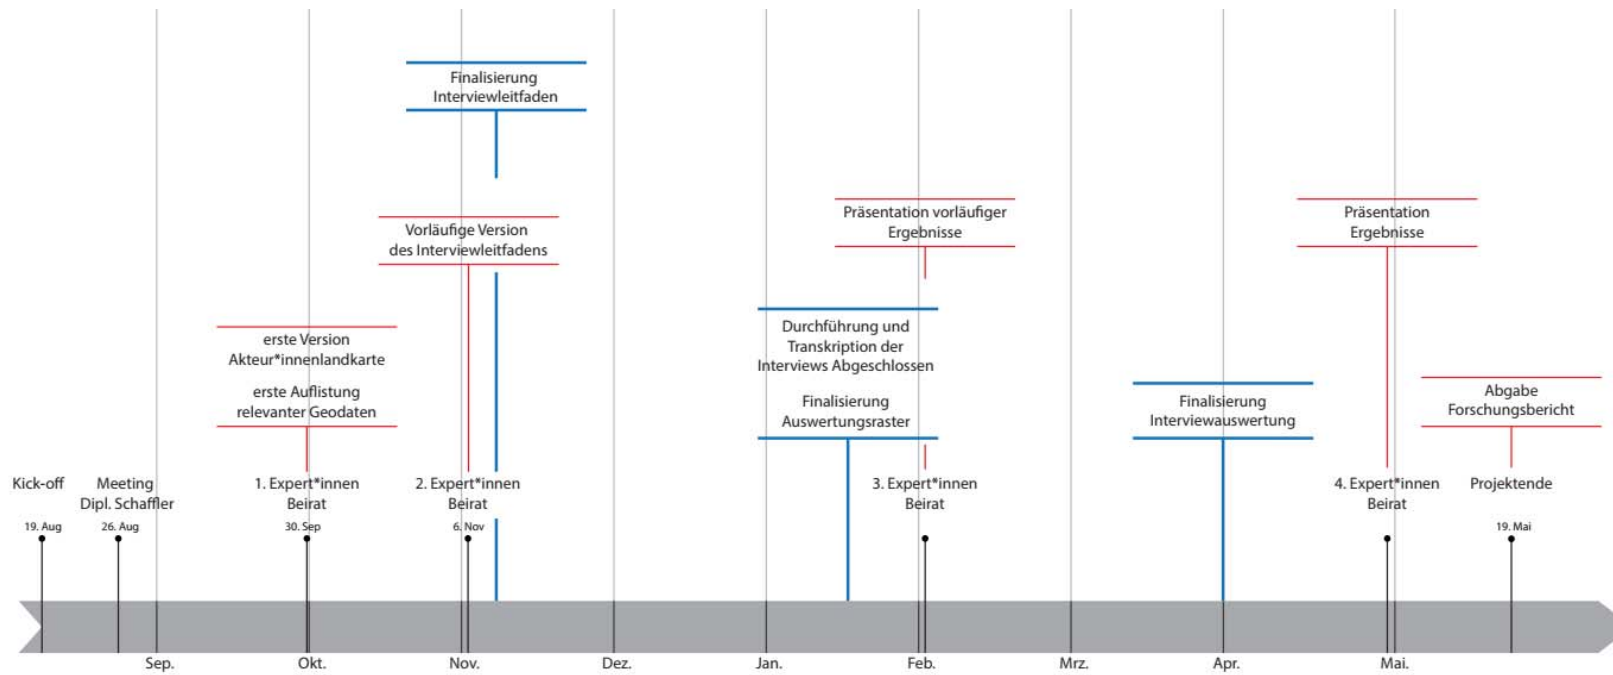 Finalisierung
Interviewleitfaden
Vorläufige Version
des Interviewleitfadens
Präsentation vorläufiger
Ergebnisse
Präsentation
Ergebnisse
erste Version
Akteur*innenlandkarte
erste Auflistung
relevanter Geodaten
Durchführung und
Transkription der
Interviews Abgeschlossen
Finalisierung
Auswertungsraster
Finalisierung
Interviewauswertung
Abgabe
Forschungsbericht
Kick-off
19. Aug
Meeting
Dipl. Schaffler
26. Aug
1. Expert*innen
Beirat
30. Sep
2. Expert*innen
Beirat
6. Nov
3. Expert*innen
Beirat
4. Expert*innen
Beirat
Projektende
19. Mai
Sep.
Okt.
Nov.
Dez.
Jan.
Feb.
Mrz.
Apr.
Mai.